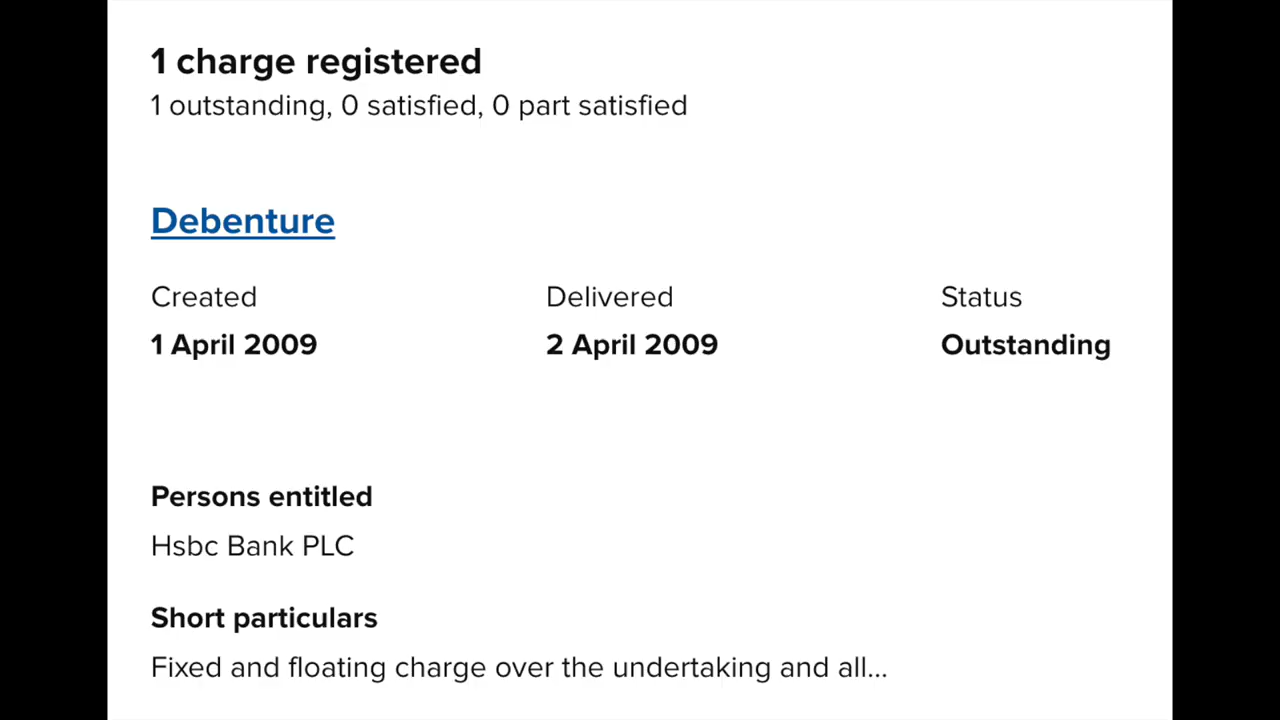 1 charge registered
1 outstanding, 0 satisfied, 0 part satisfied
Debenture
Created Delivered Status
1 April 2009 2 April 2009 Outstanding
Persons entitled
Hsbc Bank PLC
Short particulars
Fixed and floating charge over the undertaking and all...